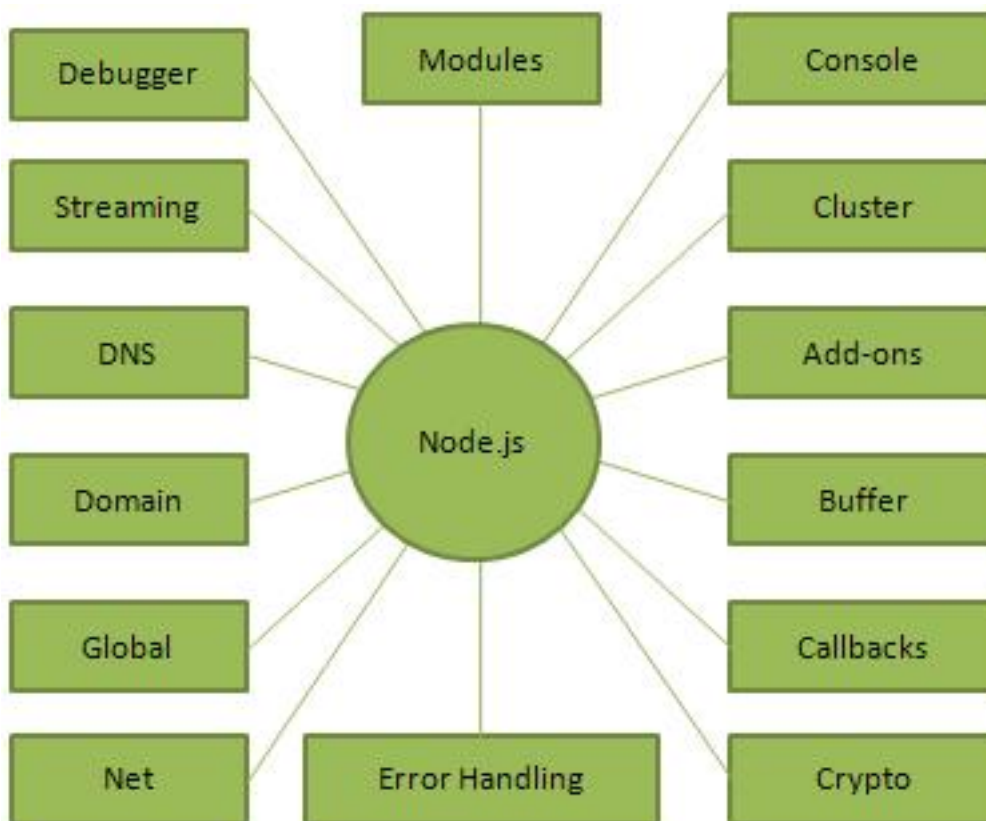 Debugger
Modules
Console
Streaming
Cluster
DNS
Add-ons
Node.js
Domain
Buffer
Global
Callbacks
Net
Error Handling
Crypto